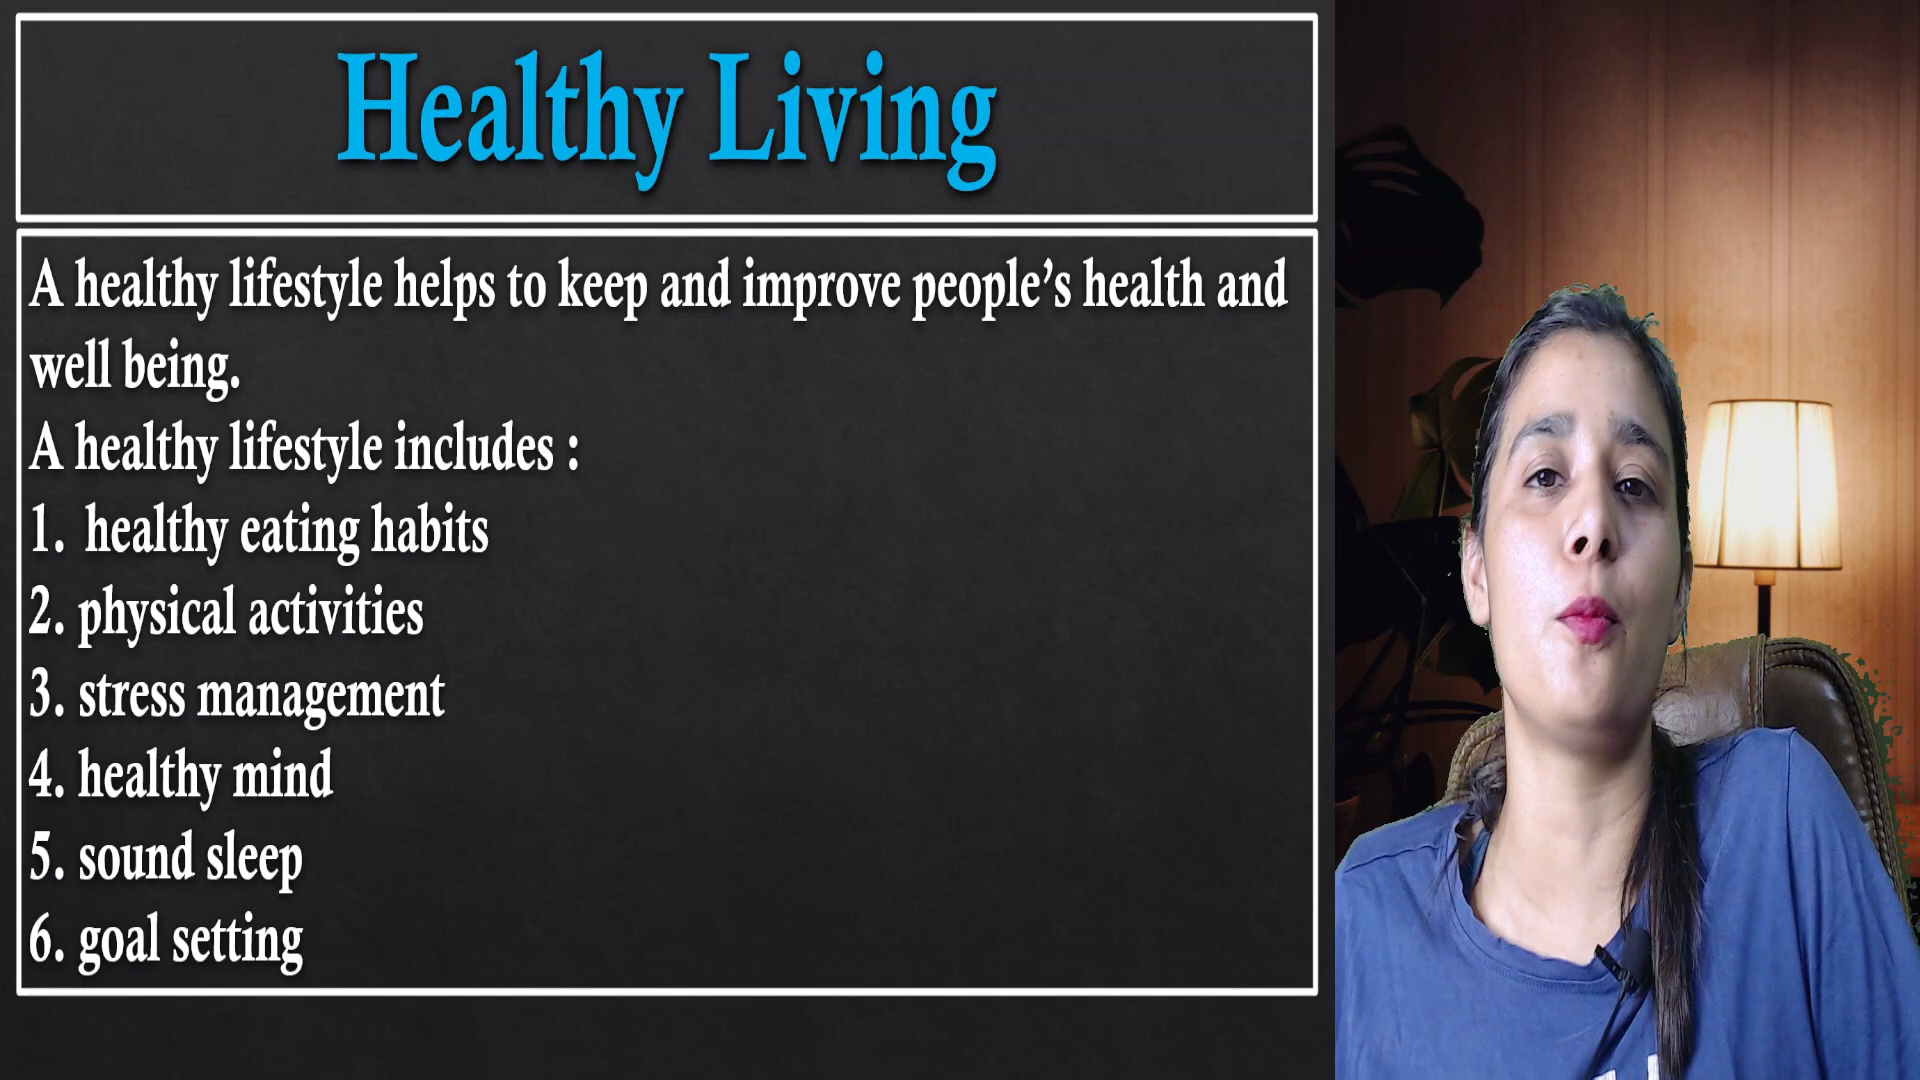 Healthy Living
A healthy lifestyle helps to keep and improve people’s health and
well being.
A healthy lifestyle includes :
1. healthy eating habits
2. physical activities
3. stress management
4. healthy mind
5. sound sleep
6. goal setting